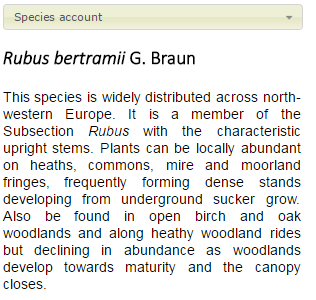 Species account
Rubus bertramii G. Braun
This species is widely distributed across north-
western Europe. It is a member of the
Subsection Rubus with the characteristic
upright stems. Plants can be locally abundant
on heaths, commons, mire and moorland
fringes, frequently forming dense stands
developing from underground sucker grow.
Also be found in open birch and oak
woodlands and along heathy woodland rides
but declining in abundance as woodlands
develop towards maturity and the canopy
closes.